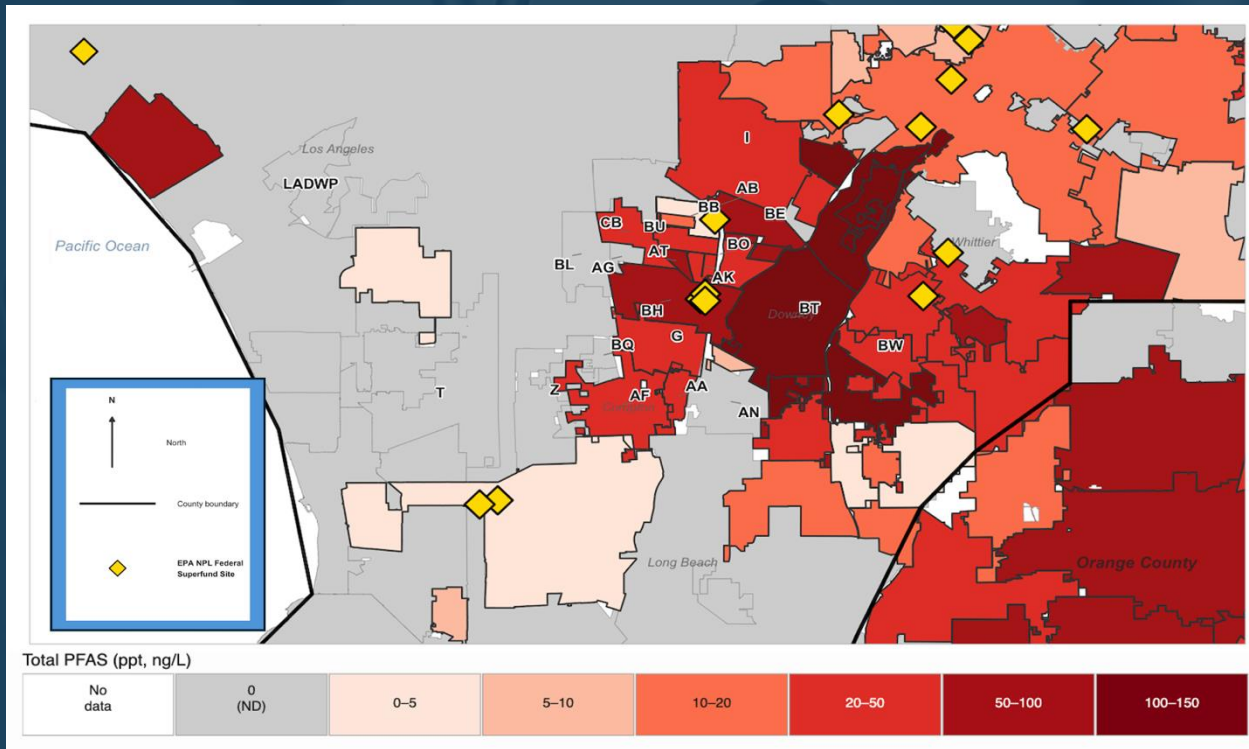 Los Angeles
LADWP
I
AB
BB
BE
CB
BU
BO
Pacific Ocean
Whittier
BL
AG
AT
AK
BH
Downey
BT
BQ
G
BW
T
Z
AF
AA
Compton
AN
N
North
County boundary
EPA NPL Federal
Superfund Site
Long Beach
Orange County
Total PFAS (ppt, ng/L)
No
data
0
(ND)
0–5
5–10
10–20
20–50
50–100
100–150